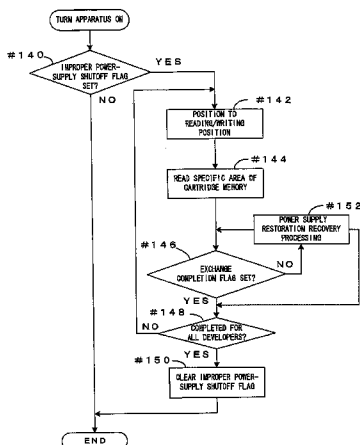 TURN APPARATUS ON
#140
IMPROPER POWER-
SUPPLY SHUTOFF FLAG
SET?
YES
NO
#142
POSITION TO
READING/WRITING
POSITION
#144
READ SPECIFIC AREA OF
CARTRIDGE MEMORY
#152
POWER SUPPLY
RESTORATION RECOVERY
PROCESSING
#146
EXCHANGE
COMPLETION FLAG SET?
NO
YES
#148
COMPLETED FOR
ALL DEVELOPERS?
NO
YES
#150
CLEAR IMPROPER POWER-
SUPPLY SHUTOFF FLAG
END